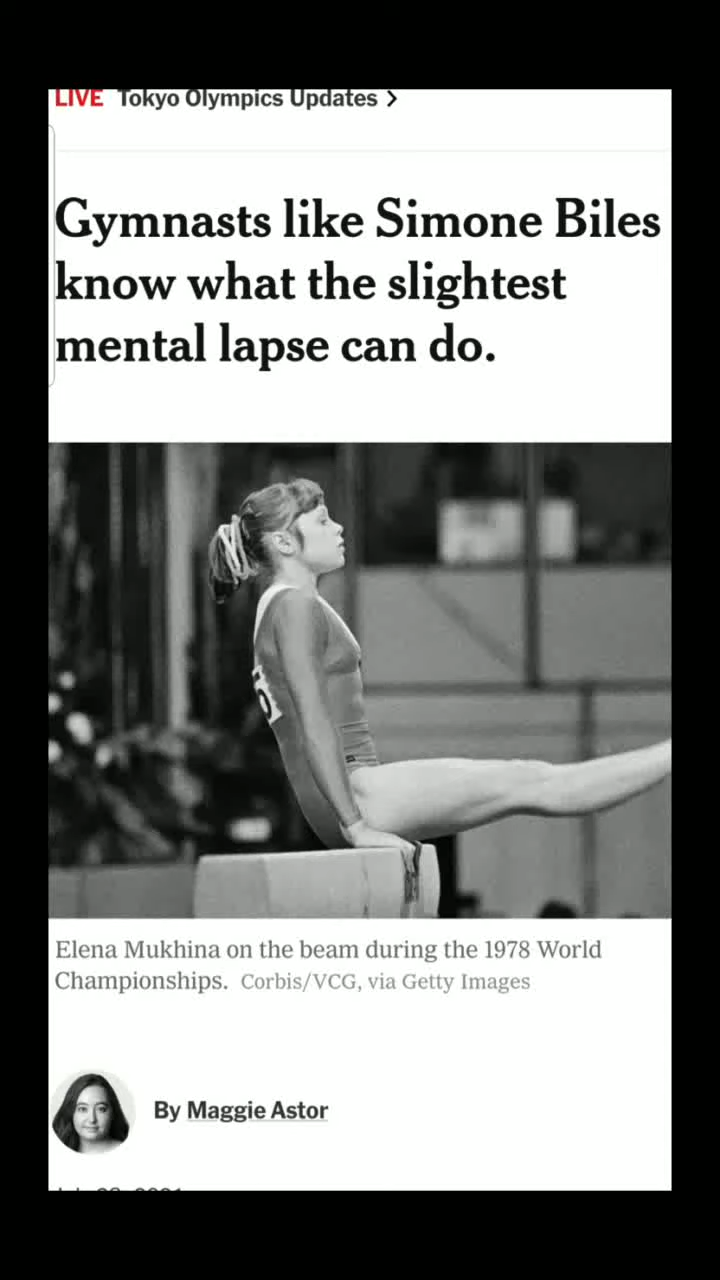 LIVE Tokyo Olympics Updates >
Gymnasts like Simone Biles
know what the slightest
mental lapse can do.
Elena Mukhina on the beam during the 1978 World
Championships. Corbis/VCG, via Getty Images
By Maggie Astor